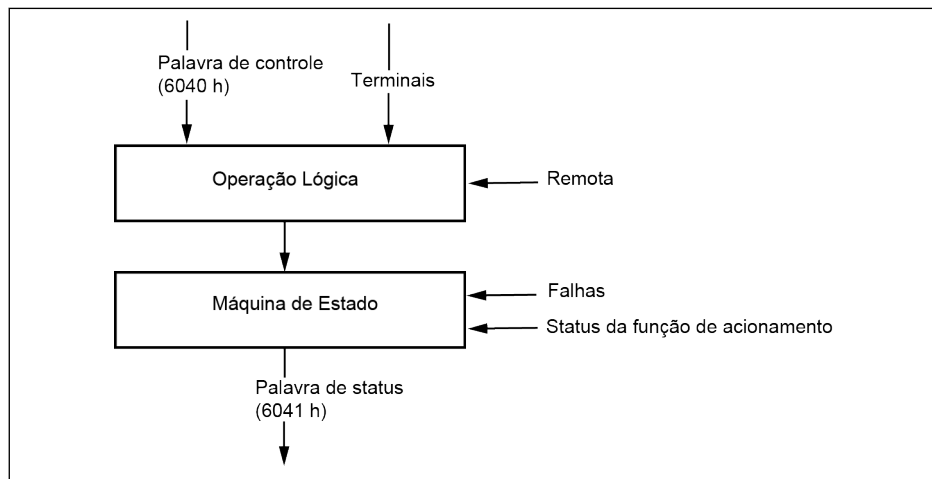 Palavra de controle
(6040 h)
Terminais
Operação Lógica
Remota
Máquina de Estado
Falhas
Status da função de acionamento
Palavra de status
(6041 h)